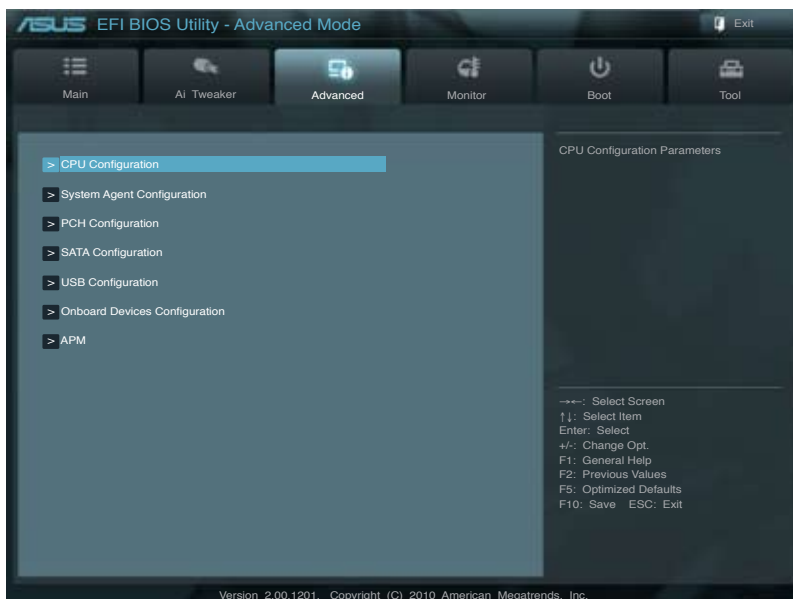 ASUS EFI BIOS Utility - Advanced Mode
Exit
Main
Ai Tweaker
Advanced
Monitor
Boot
Tool
> CPU Configuration
> System Agent Configuration
> PCH Configuration
> SATA Configuration
> USB Configuration
> Onboard Devices Configuration
> APM
CPU Configuration Parameters
→←: Select Screen
↑↓: Select Item
Enter: Select
+/-: Change Opt.
F1: General Help
F2: Previous Values
F5: Optimized Defaults
F10: Save ESC: Exit
Version 2.00.1201. Copyright (C) 2010 American Megatrends, Inc.